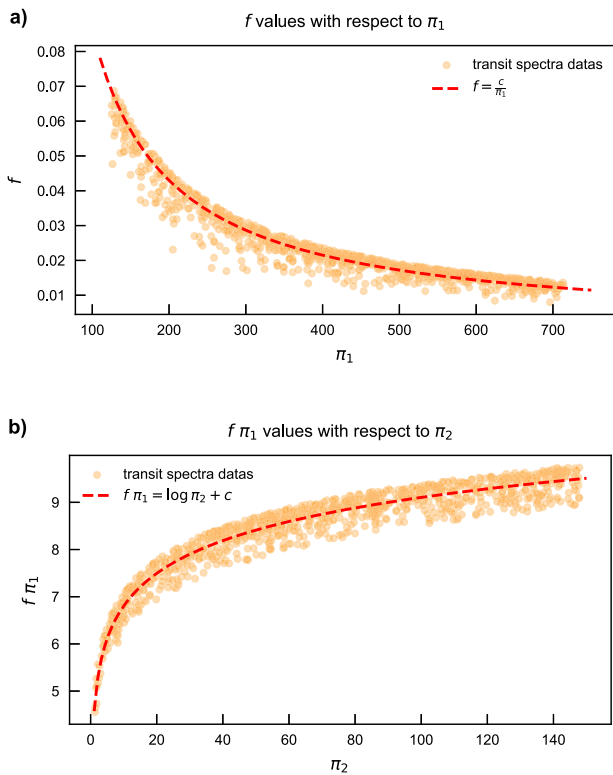 a)
f values with respect to π₁
0.08
0.07
0.06
0.05
0.04
0.03
0.02
0.01
f
transit spectra datas
f = c/π₁
100 200 300 400 500 600 700
π₁
b)
f π₁ values with respect to π₂
transit spectra datas
f π₁ = log π₂ + c
9
8
7
6
5
f π₁
0 20 40 60 80 100 120 140
π₂